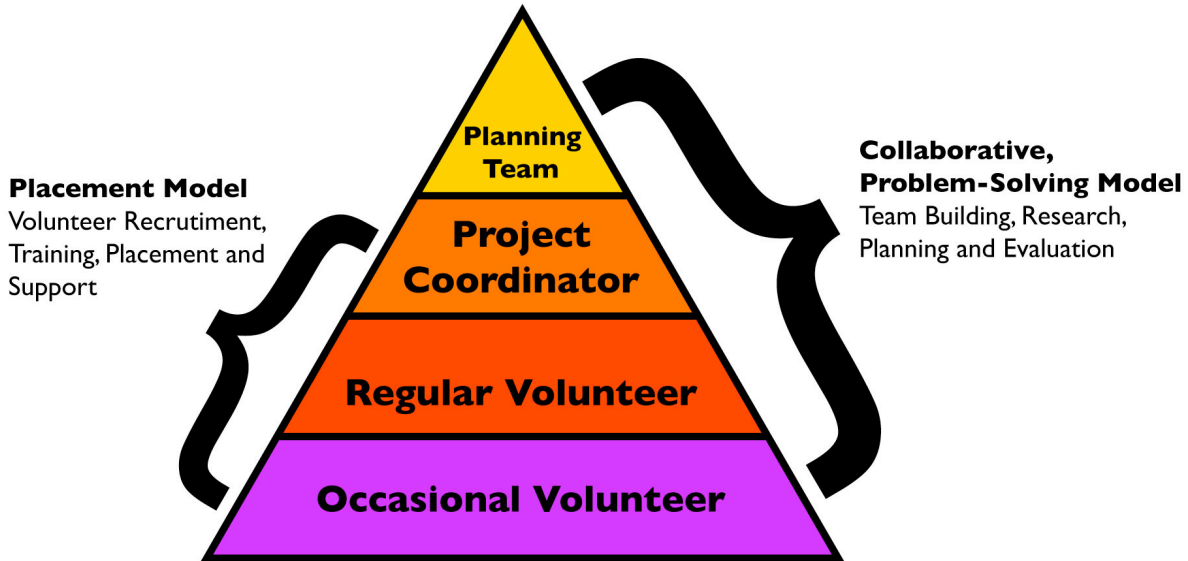 Planning
Team
Project
Coordinator
Regular Volunteer
Occasional Volunteer
Placement Model
Volunteer Recrutiment,
Training, Placement and
Support
Collaborative,
Problem-Solving Model
Team Building, Research,
Planning and Evaluation